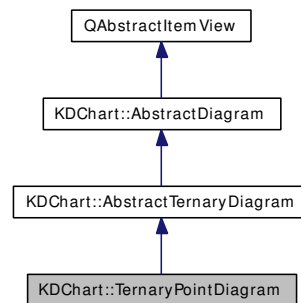 QAbstractItemView
KDChart::AbstractDiagram
KDChart::AbstractTernaryDiagram
KDChart::TernaryPointDiagram